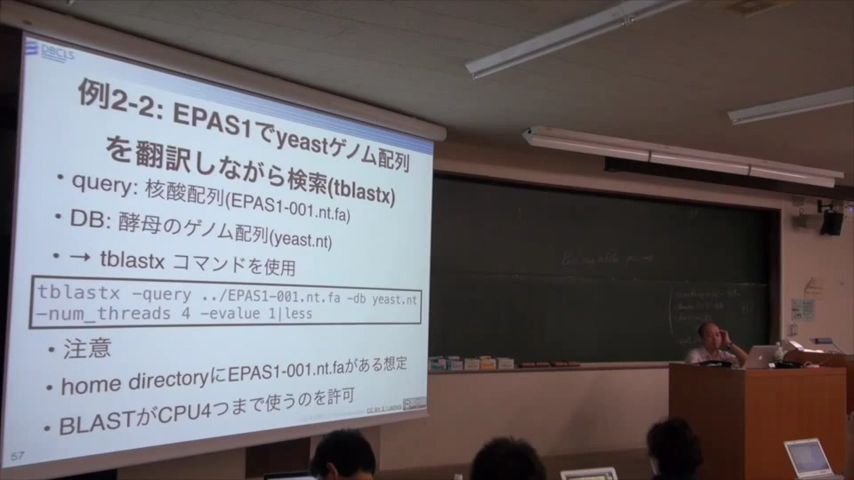 DBCLS
例2-2: EPAS1でyeastゲノム配列
を翻訳しながら検索(tblastx)
• query: 核酸配列(EPAS1-001.nt.fa)
• DB: 酵母のゲノム配列(yeast.nt)
• → tblastx コマンドを使用
tblastx -query ../EPAS1-001.nt.fa -db yeast.nt
-num_threads 4 -evalue 1|less
• 注意
• home directoryにEPAS1-001.nt.faがある想定
• BLASTがCPU4つまで使うのを許可
57